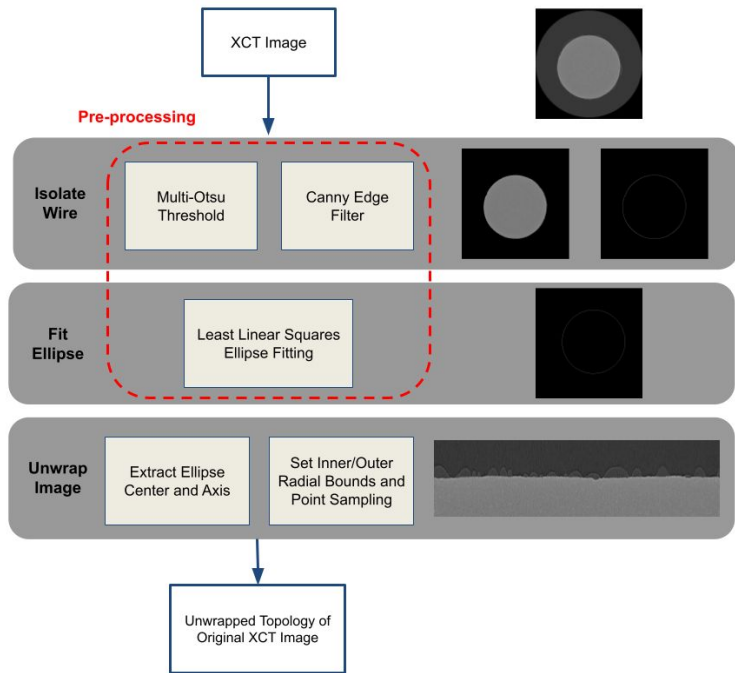 XCT Image
Pre-processing
Isolate
Wire
Multi-Otsu
Threshold
Canny Edge
Filter
Fit
Ellipse
Least Linear Squares
Ellipse Fitting
Unwrap
Image
Extract Ellipse
Center and Axis
Set Inner/Outer
Radial Bounds and
Point Sampling
Unwrapped Topology of
Original XCT Image